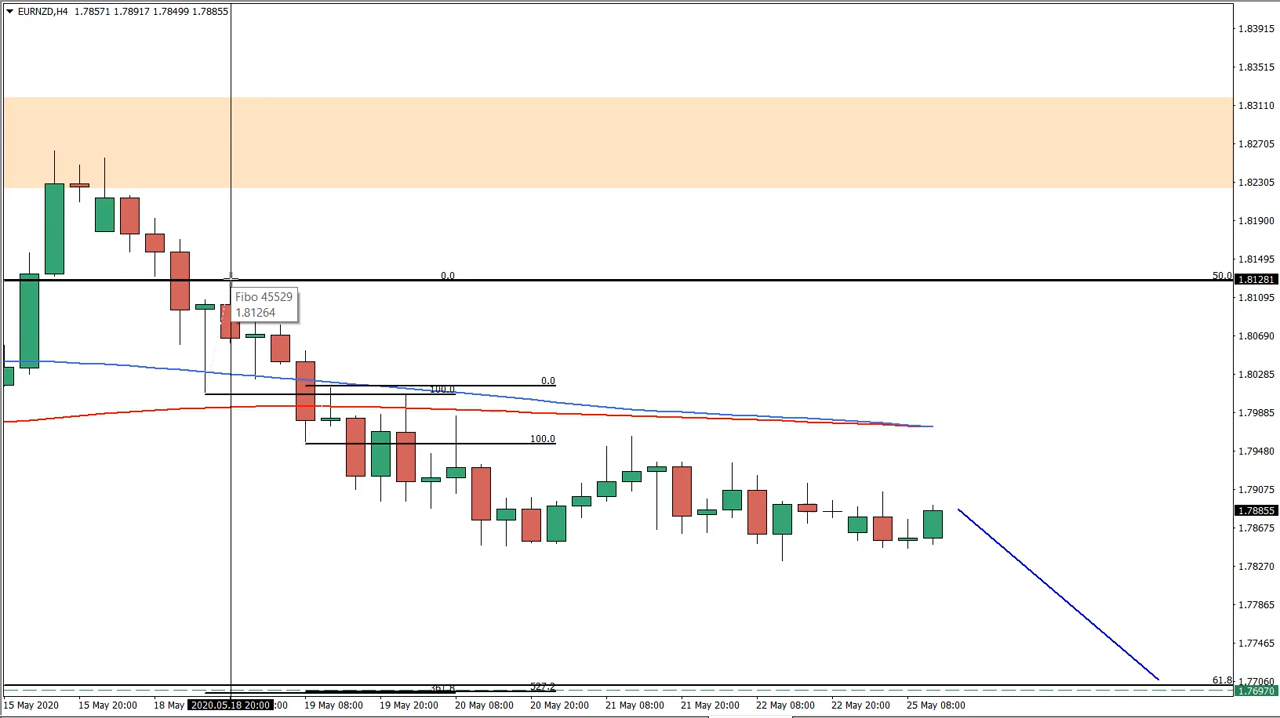 EURNZD,H4 1.78571 1.78917 1.78499 1.78855
1.83915
1.83515
1.83110
1.82705
1.82305
1.81900
1.81495
0.0
50.0
1.81281
Fibo 45529
1.81264
1.81095
1.80690
1.80285
0.0
100.0
1.79885
100.0
1.79480
1.79075
1.78855
1.78675
1.78270
1.77865
1.77465
61.8
1.77060
361.8
527.2
1.76970
15 May 2020
15 May 20:00
18 May
2020.05.18 20:00
:00
19 May 08:00
19 May 20:00
20 May 08:00
20 May 20:00
21 May 08:00
21 May 20:00
22 May 08:00
22 May 20:00
25 May 08:00